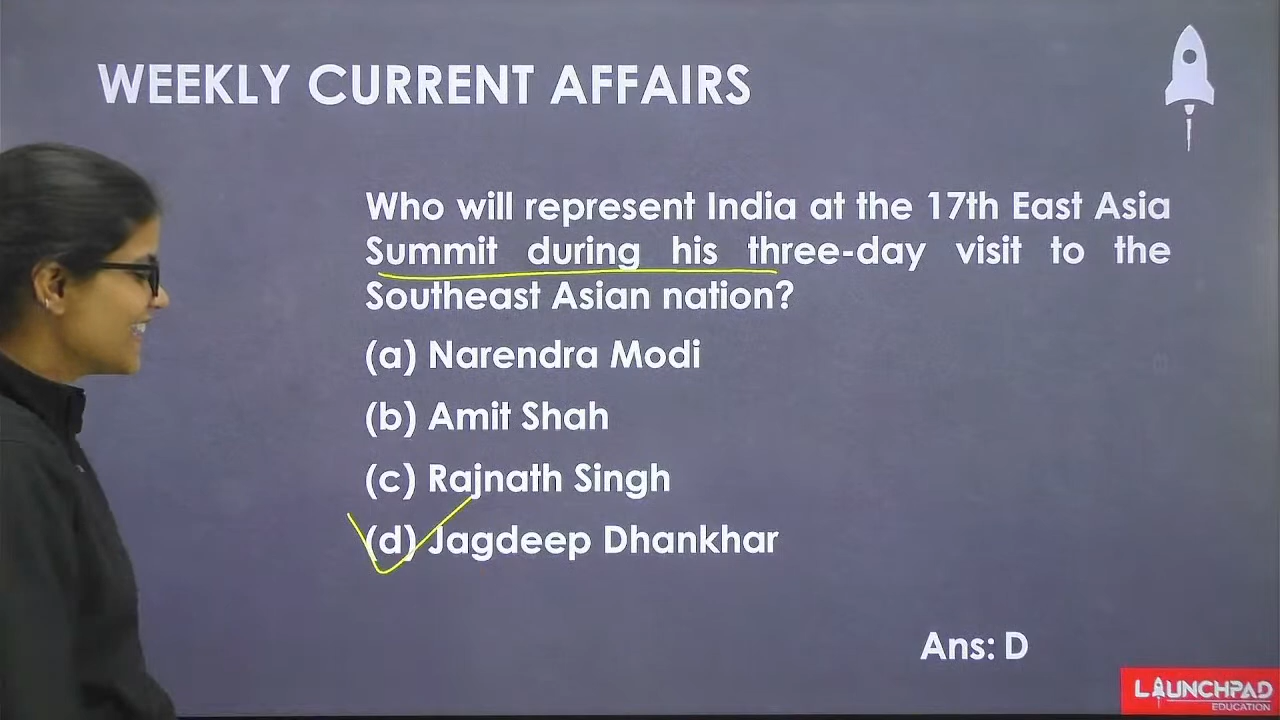 WEEKLY CURRENT AFFAIRS
Who will represent India at the 17th East Asia
Summit during his three-day visit to the
Southeast Asian nation?
(a) Narendra Modi
(b) Amit Shah
(c) Rajnath Singh
(d) Jagdeep Dhankhar
Ans: D
LAUNCHPAD
EDUCATION